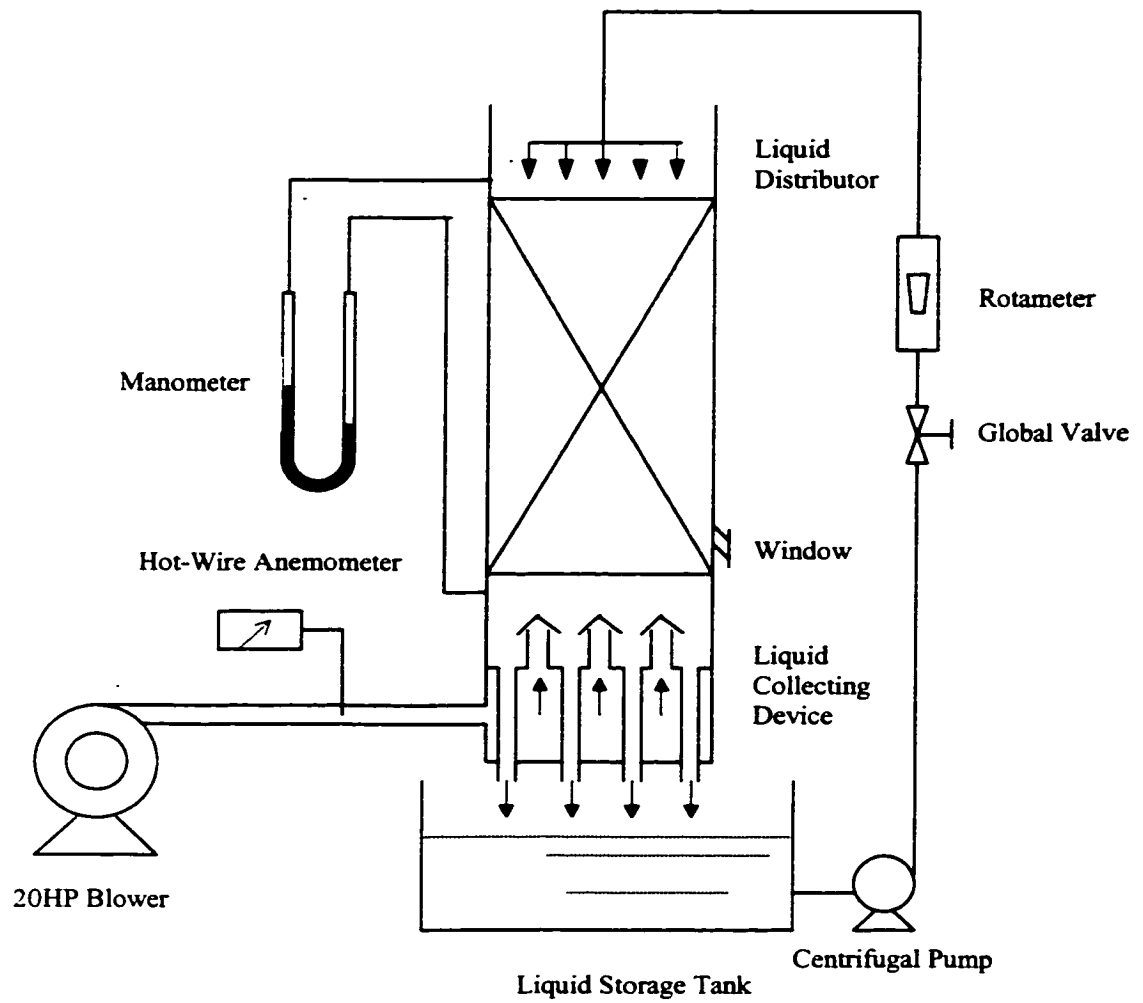 Liquid
Distributor
Rotameter
Manometer
Global Valve
Window
Hot-Wire Anemometer
Liquid
Collecting
Device
20HP Blower
Centrifugal Pump
Liquid Storage Tank